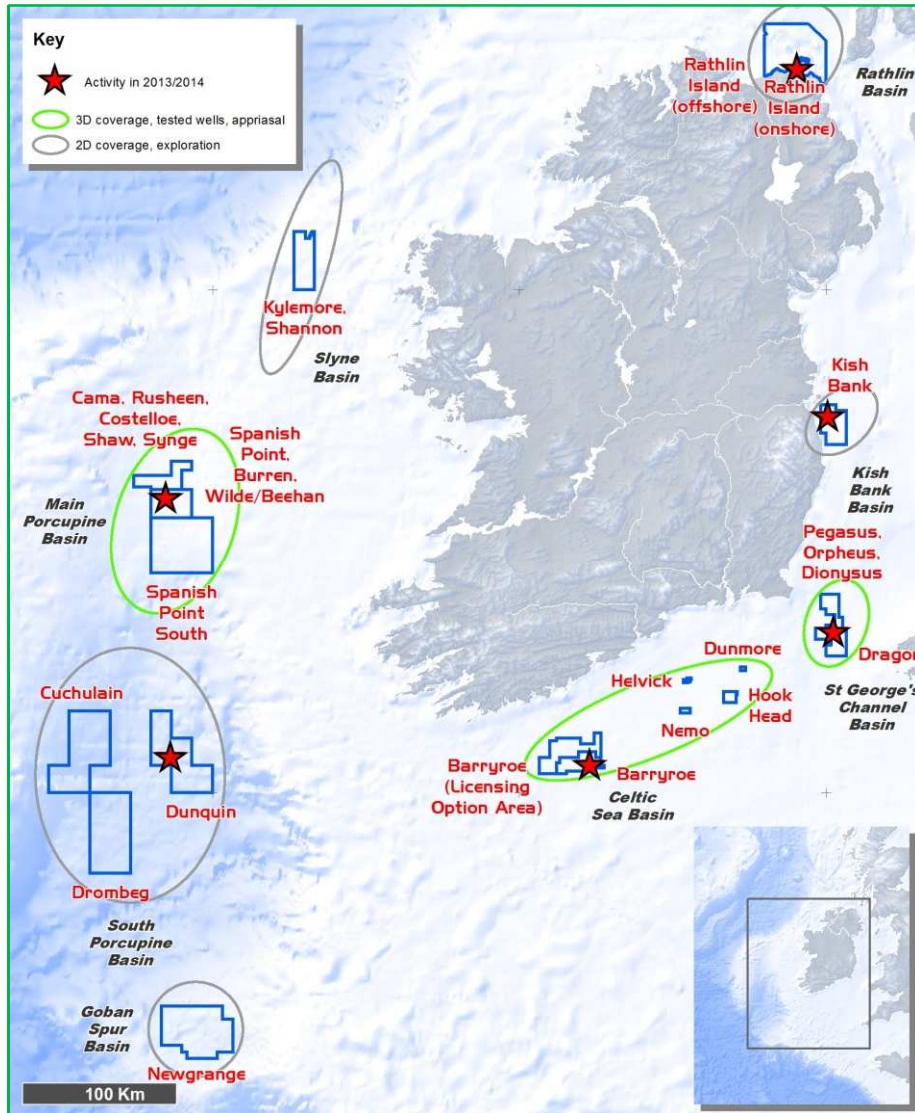 Key
Activity in 2013/2014
3D coverage, tested wells, appriasal
2D coverage, exploration
Rathlin
Island
(offshore)
Rathlin
Island
(onshore)
Rathlin
Basin
Kylemore,
Shannon
Slyne
Basin
Kish
Bank
Kish
Bank
Basin
Cama, Rusheen,
Costelloe,
Shaw, Synge
Spanish
Point,
Burren,
Wilde/Beehan
Main
Porcupine
Basin
Spanish
Point
South
Pegasus,
Orpheus,
Dionysus
Dragon
St George's
Channel
Basin
Dunmore
Helvick
Hook
Head
Nemo
Barryroe
(Licensing
Option Area)
Barryroe
Celtic
Sea Basin
Cuchulain
Dunquin
Drombeg
South
Porcupine
Basin
Goban
Spur
Basin
Newgrange
100 Km